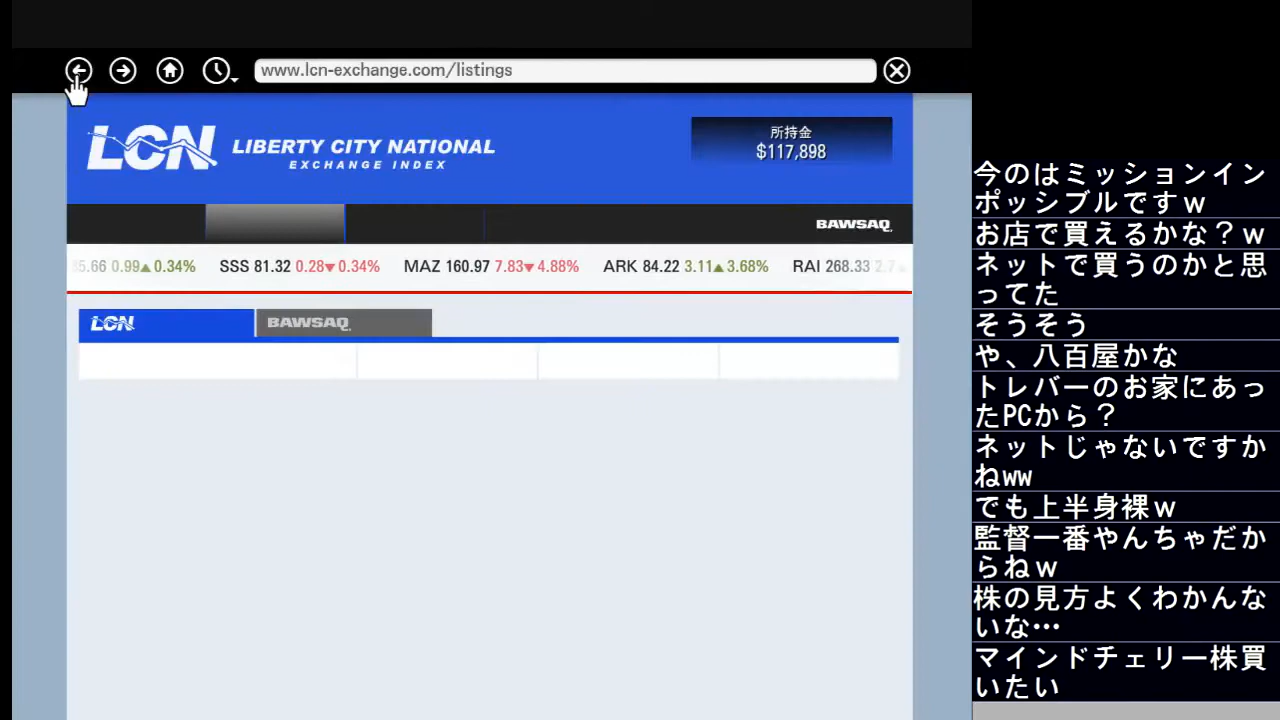 www.lcn-exchange.com/listings
LCN LIBERTY CITY NATIONAL
EXCHANGE INDEX
所持金
$117,898
BAWSAQ
5.66 0.99▲0.34% SSS 81.32 0.28▼0.34% MAZ 160.97 7.83▼4.88% ARK 84.22 3.11▲3.68% RAI 268.33 2.7
LCN BAWSAQ
今のはミッションイン
ポッシブルですｗ
お店で買えるかな？ｗ
ネットで買うのかと思
ってた
そうそう
や、八百屋かな
トレバーのお家にあっ
たPCから？
ネットじゃないですか
ねww
でも上半身裸ｗ
監督一番やんちゃだか
らねｗ
株の見方よくわかんな
いな…
マインドチェリー株買
いたい